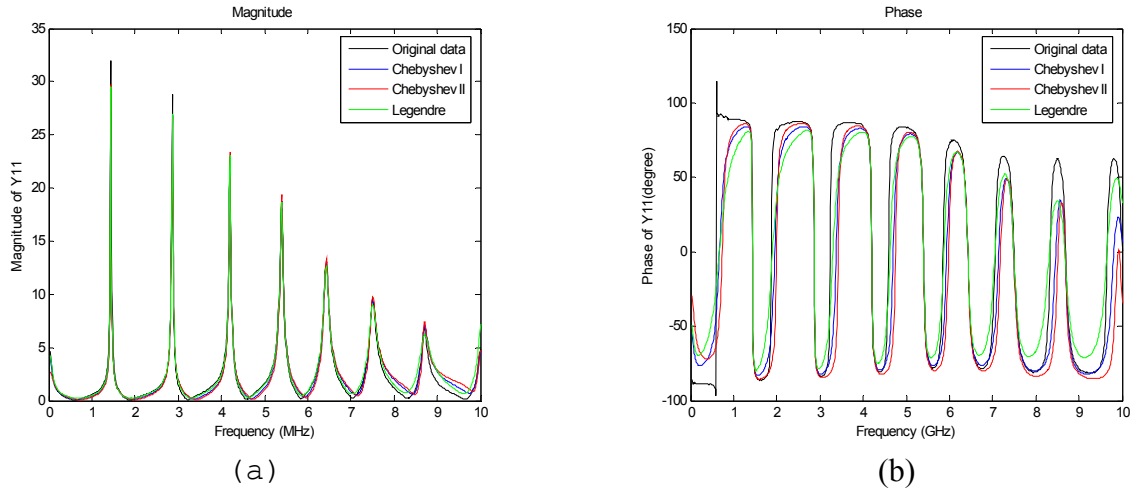 Magnitude
35
30
25
20
15
10
5
0
Magnitude of Y11
Original data
Chebyshev I
Chebyshev II
Legendre
0 1 2 3 4 5 6 7 8 9 10
Frequency (MHz)
(a)
Phase
150
100
50
0
-50
-100
Phase of Y11(degree)
Original data
Chebyshev I
Chebyshev II
Legendre
0 1 2 3 4 5 6 7 8 9 10
Frequency (GHz)
(b)